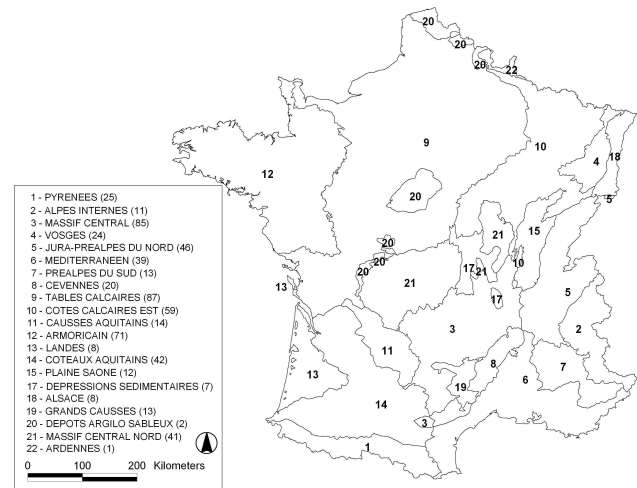 20
20
20
22
9
10
18
4
12
20
5
21
15
20
10
20
17
21
20
13
21
17
5
3
2
11
8
7
13
19
6
14
3
1
1 - PYRENEES (25)
2 - ALPES INTERNES (11)
3 - MASSIF CENTRAL (85)
4 - VOSGES (24)
5 - JURA-PREALPES DU NORD (46)
6 - MEDITERRANEEN (39)
7 - PREALPES DU SUD (13)
8 - CEVENNES (20)
9 - TABLES CALCAIRES (87)
10 - COTES CALCAIRES EST (59)
11 - CAUSSES AQUITAINS (14)
12 - ARMORICAIN (71)
13 - LANDES (8)
14 - COTEAUX AQUITAINS (42)
15 - PLAINE SAONE (12)
17 - DEPRESSIONS SEDIMENTAIRES (7)
18 - ALSACE (8)
19 - GRANDS CAUSSES (13)
20 - DEPOTS ARGILO SABLEUX (2)
21 - MASSIF CENTRAL NORD (41)
22 - ARDENNES (1)
0 100 200 Kilometers